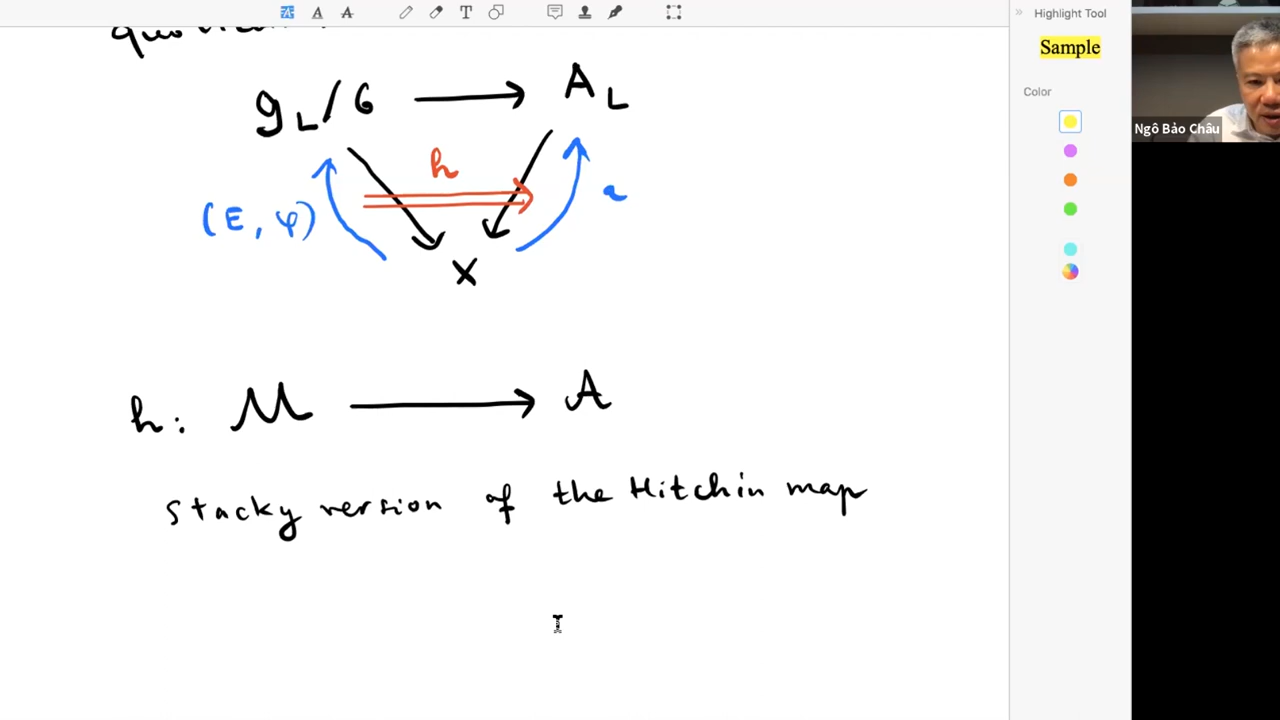 Highlight Tool
Sample
Color
Ngô Bảo Châu
g_L/G → A_L
h
(E, φ)
a
X
h: M → A
stacky version of the Hitchin map